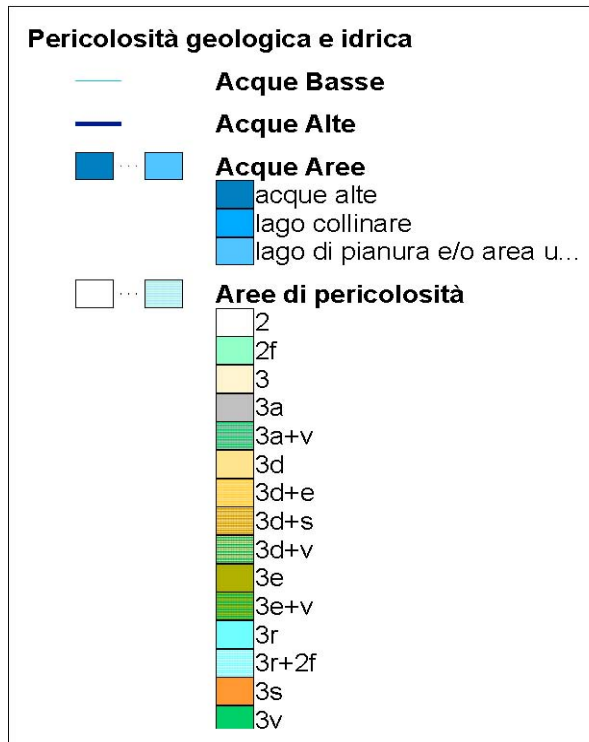 Pericolosità geologica e idrica
Acque Basse
Acque Alte
... Acque Aree
acque alte
lago collinare
lago di pianura e/o area u...
... Aree di pericolosità
2
2f
3
3a
3a+v
3d
3d+e
3d+s
3d+v
3e
3e+v
3r
3r+2f
3s
3v